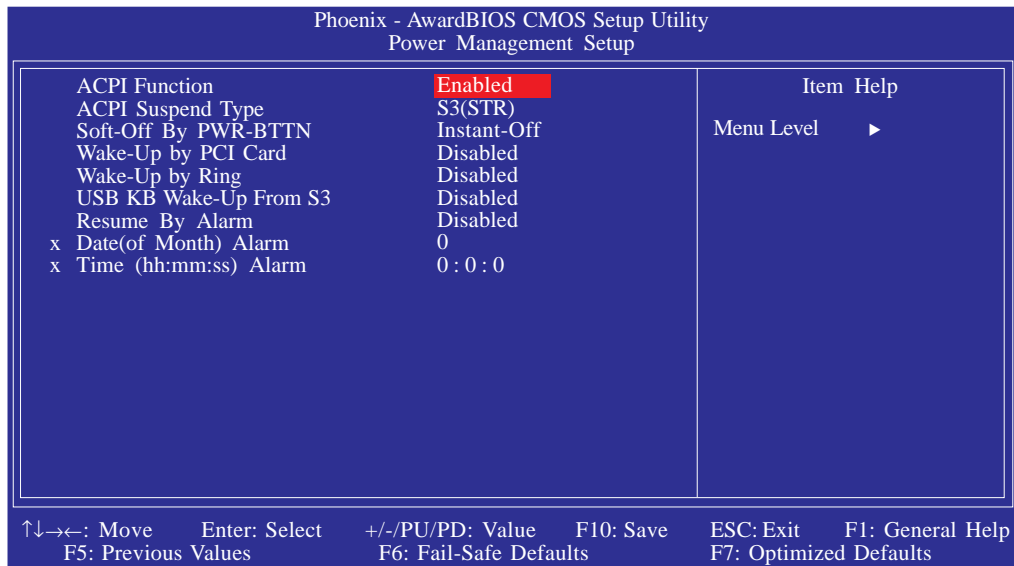 Phoenix - AwardBIOS CMOS Setup Utility
Power Management Setup
ACPI Function Enabled
ACPI Suspend Type S3(STR)
Soft-Off By PWR-BTTN Instant-Off
Wake-Up by PCI Card Disabled
Wake-Up by Ring Disabled
USB KB Wake-Up From S3 Disabled
Resume By Alarm Disabled
x Date(of Month) Alarm 0
x Time (hh:mm:ss) Alarm 0 : 0 : 0
Item Help
Menu Level ►
↑↓→←: Move Enter: Select +/-/PU/PD: Value F10: Save ESC: Exit F1: General Help
F5: Previous Values F6: Fail-Safe Defaults F7: Optimized Defaults